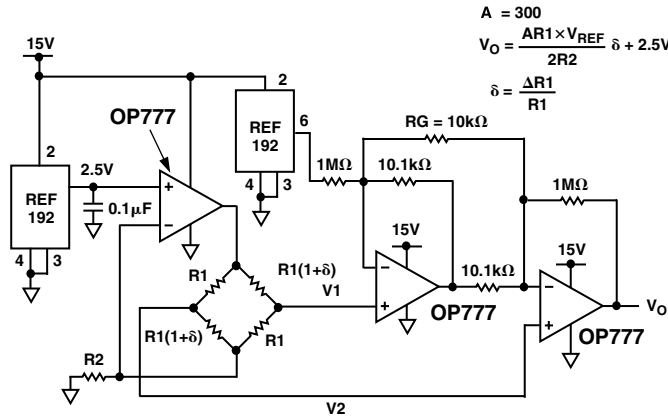 A = 300
V_O = AR1 × V_REF / 2R2 δ + 2.5V
δ = ΔR1 / R1
15V
2
2
OP777
REF
192
6
RG = 10kΩ
2.5V
REF
192
4
3
1MΩ
10.1kΩ
1MΩ
0.1μF
4
3
15V
15V
R1
R1(1+δ)
V1
10.1kΩ
OP777
V_O
R1(1+δ)
R1
OP777
R2
V2